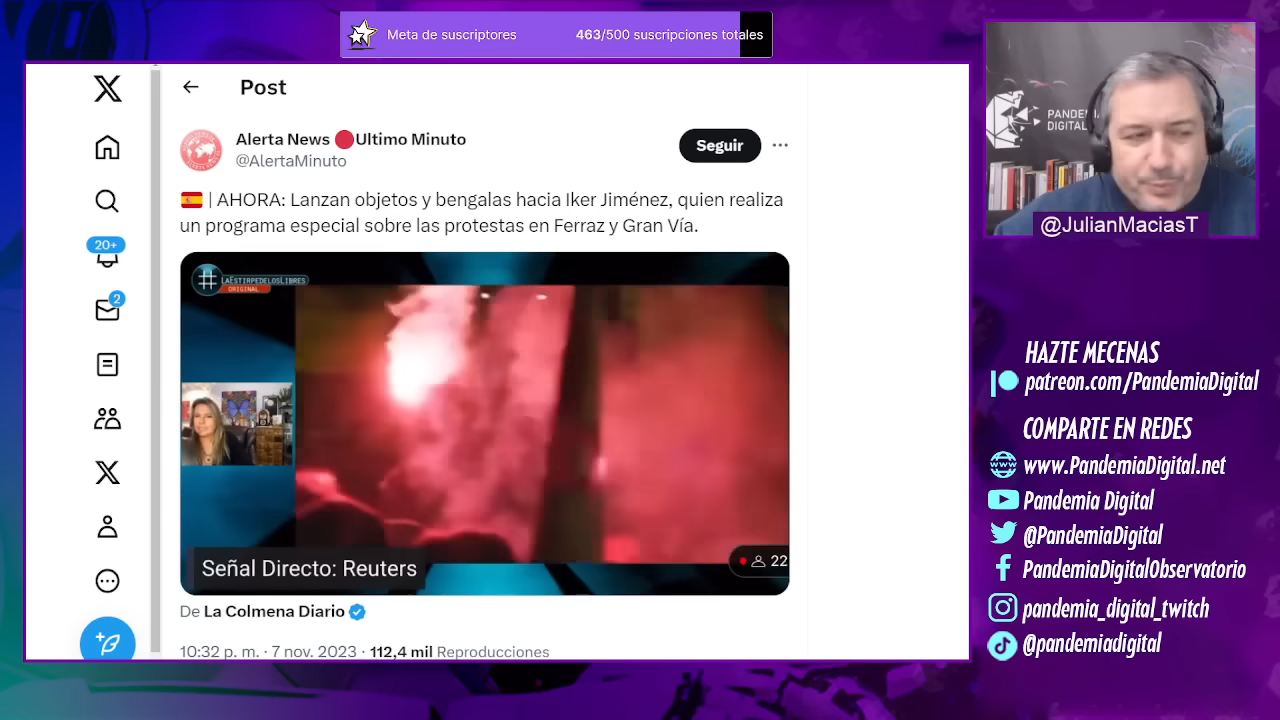 Meta de suscriptores 463/500 suscripciones totales
Post
Alerta News 🔴Ultimo Minuto
@AlertaMinuto
Seguir
🇪🇸 | AHORA: Lanzan objetos y bengalas hacia Iker Jiménez, quien realiza
un programa especial sobre las protestas en Ferraz y Gran Vía.
20+
2
# LAESTIRPEDELOSLIBRES
ORIGINAL
Señal Directo: Reuters
22
De La Colmena Diario
10:32 p. m. · 7 nov. 2023 · 112,4 mil Reproducciones
PANDEMIA
DIGITAL
@JulianMaciasT
HAZTE MECENAS
patreon.com/PandemiaDigital
COMPARTE EN REDES
www www.PandemiaDigital.net
Pandemia Digital
@PandemiaDigital
PandemiaDigitalObservatorio
pandemia_digital_twitch
@pandemiadigital